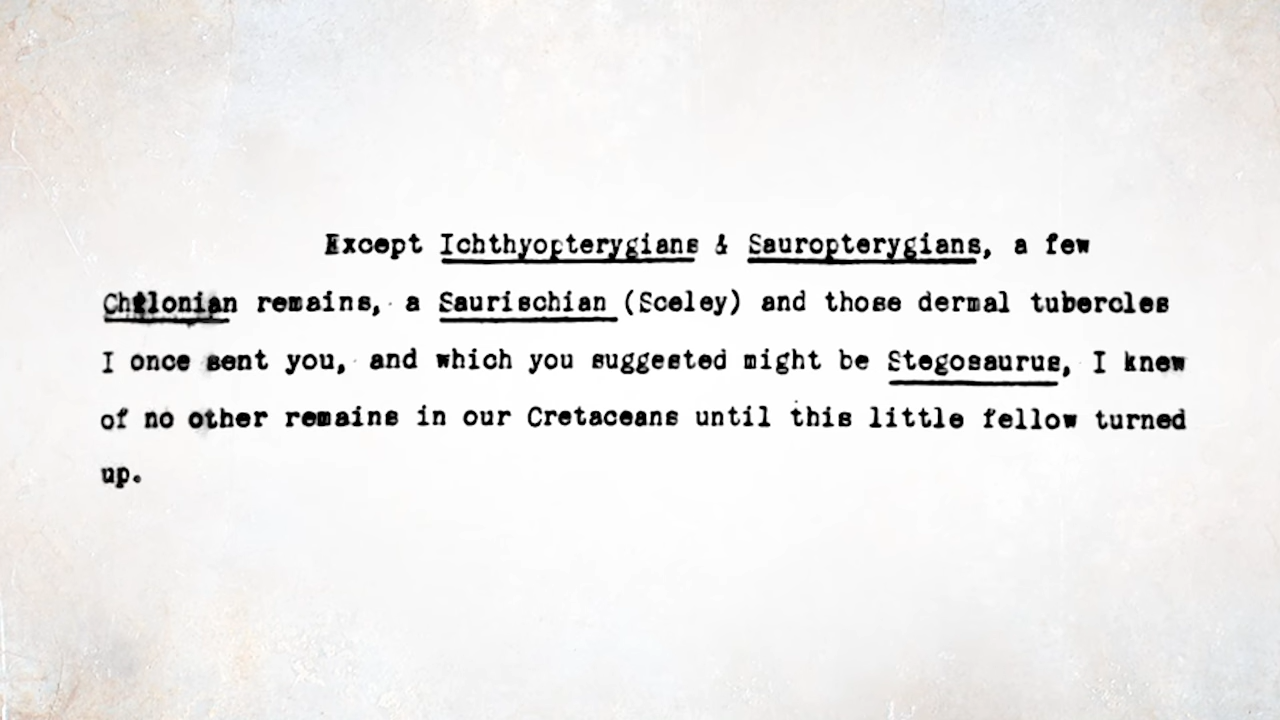 Except Ichthyopterygians & Sauropterygians, a few
Chelonian remains, a Saurischian (Sceley) and those dermal tubercles
I once sent you, and which you suggested might be Stegosaurus, I knew
of no other remains in our Cretaceans until this little fellow turned
up.